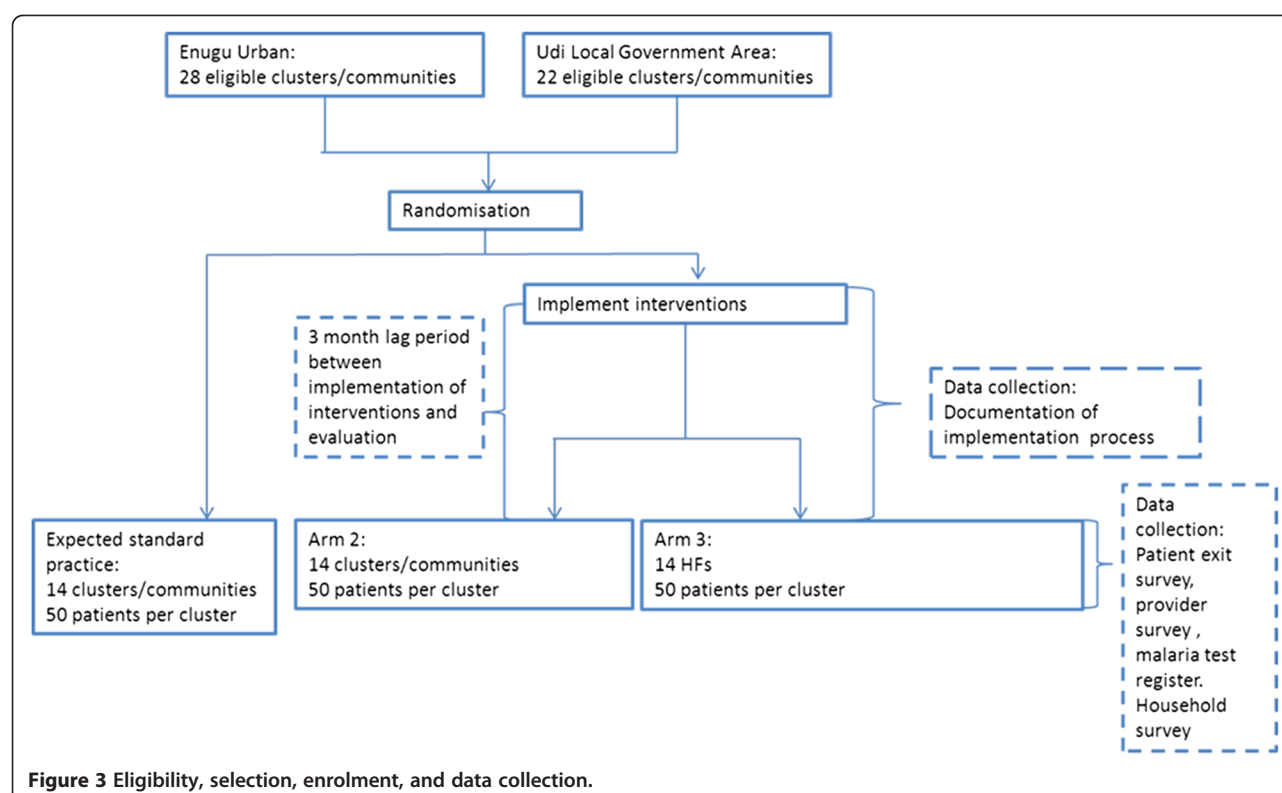 Enugu Urban:
28 eligible clusters/communities
Udi Local Government Area:
22 eligible clusters/communities
Randomisation
Implement interventions
3 month lag period
between
implementation of
interventions and
evaluation
Data collection:
Documentation of
implementation process
Expected standard
practice:
14 clusters/communities
50 patients per cluster
Arm 2:
14 clusters/communities
50 patients per cluster
Arm 3:
14 HFs
50 patients per cluster
Data
collection:
Patient exit
survey,
provider
survey ,
malaria test
register.
Household
survey
Figure 3 Eligibility, selection, enrolment, and data collection.